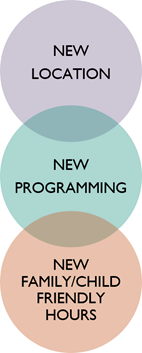 NEW
LOCATION
NEW
PROGRAMMING
NEW
FAMILY/CHILD
FRIENDLY
HOURS